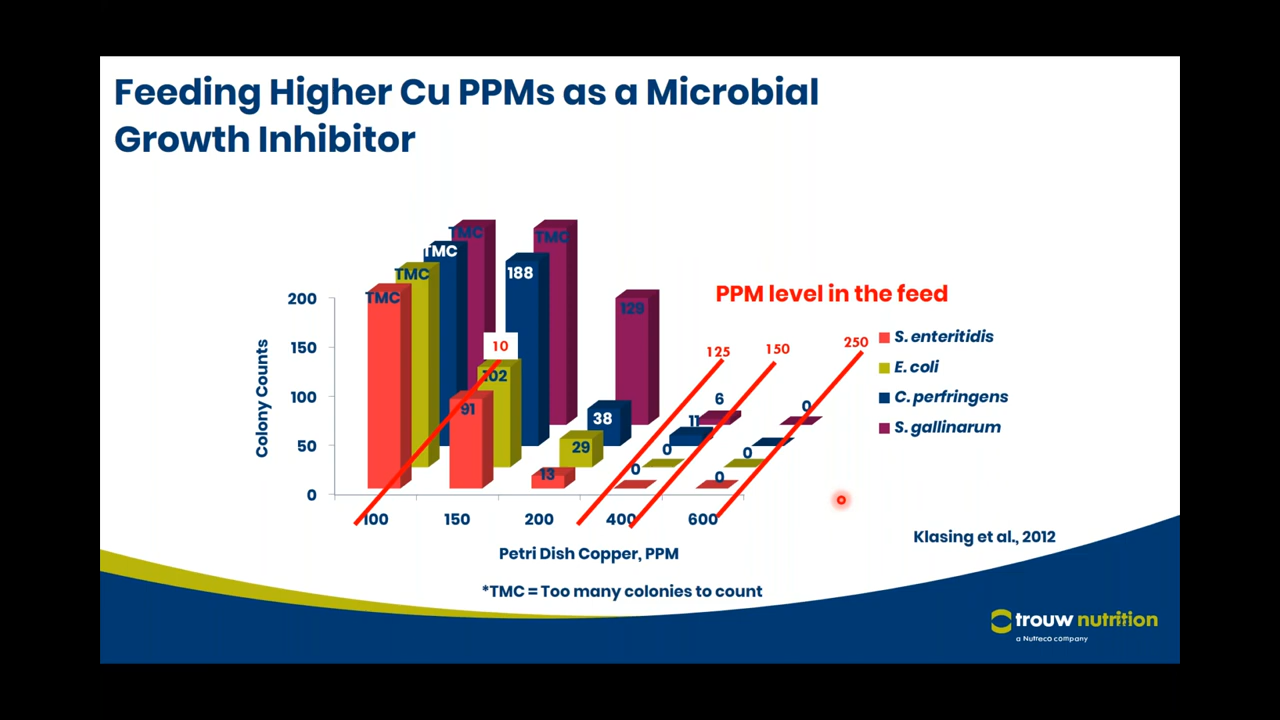 Feeding Higher Cu PPMs as a Microbial
Growth Inhibitor
PPM level in the feed
TMC
TMC
TMC
TMC
TMC
188
129
10
102
91
38
29
13
125
150
250
6
11
0
0
0
0
0
0
200
150
100
50
0
Colony Counts
100
150
200
400
600
Petri Dish Copper, PPM
*TMC = Too many colonies to count
S. enteritidis
E. coli
C. perfringens
S. gallinarum
Klasing et al., 2012
trouw nutrition
a Nutreco company